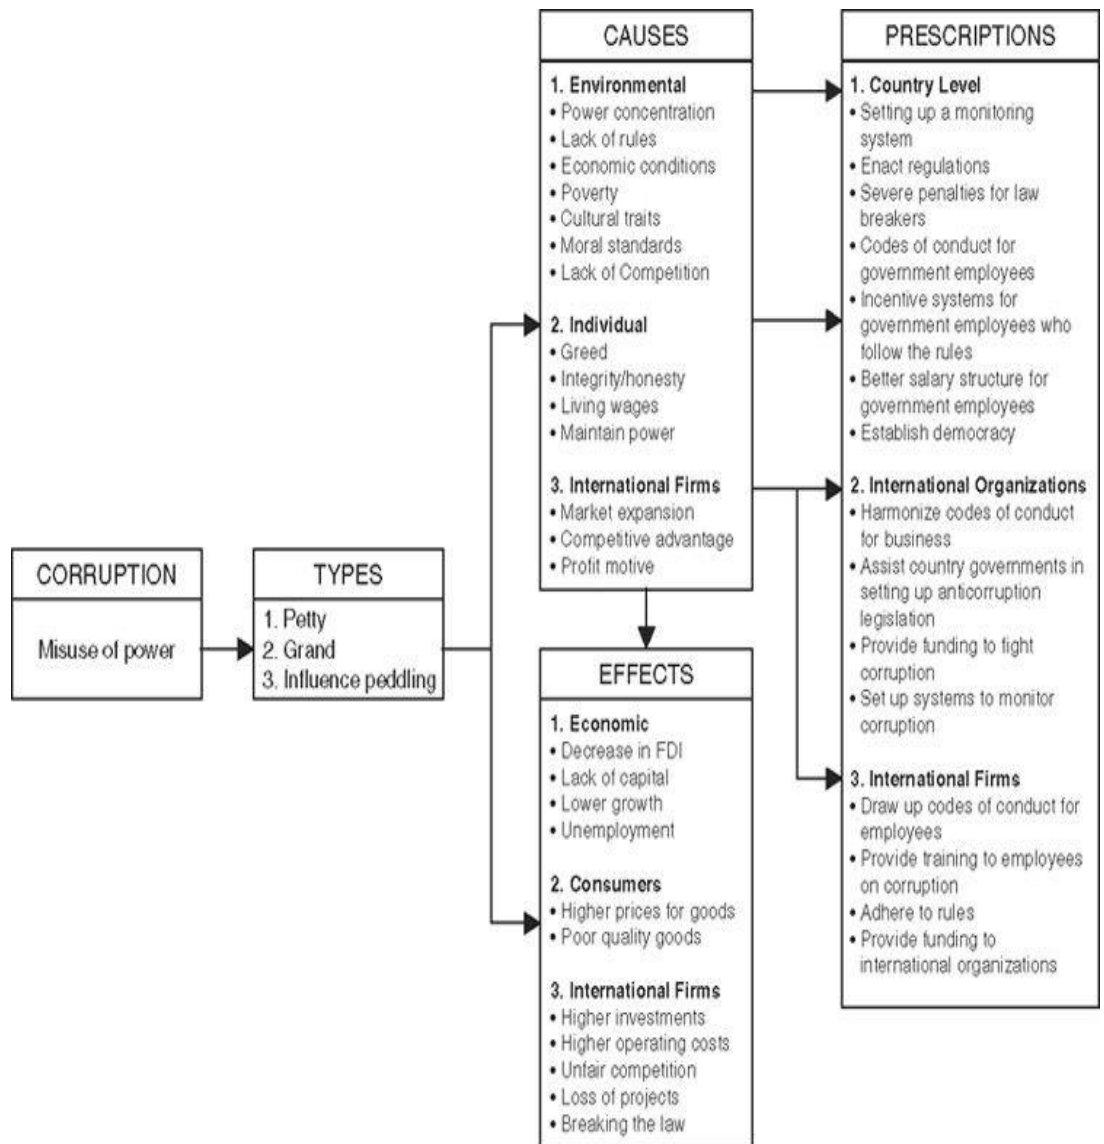 CORRUPTION
Misuse of power
TYPES
1. Petty
2. Grand
3. Influence peddling
CAUSES
1. Environmental
• Power concentration
• Lack of rules
• Economic conditions
• Poverty
• Cultural traits
• Moral standards
• Lack of Competition
2. Individual
• Greed
• Integrity/honesty
• Living wages
• Maintain power
3. International Firms
• Market expansion
• Competitive advantage
• Profit motive
EFFECTS
1. Economic
• Decrease in FDI
• Lack of capital
• Lower growth
• Unemployment
2. Consumers
• Higher prices for goods
• Poor quality goods
3. International Firms
• Higher investments
• Higher operating costs
• Unfair competition
• Loss of projects
• Breaking the law
PRESCRIPTIONS
1. Country Level
• Setting up a monitoring
system
• Enact regulations
• Severe penalties for law
breakers
• Codes of conduct for
government employees
• Incentive systems for
government employees who
follow the rules
• Better salary structure for
government employees
• Establish democracy
2. International Organizations
• Harmonize codes of conduct
for business
• Assist country governments in
setting up anticorruption
legislation
• Provide funding to fight
corruption
• Set up systems to monitor
corruption
3. International Firms
• Draw up codes of conduct for
employees
• Provide training to employees
on corruption
• Adhere to rules
• Provide funding to
international organizations